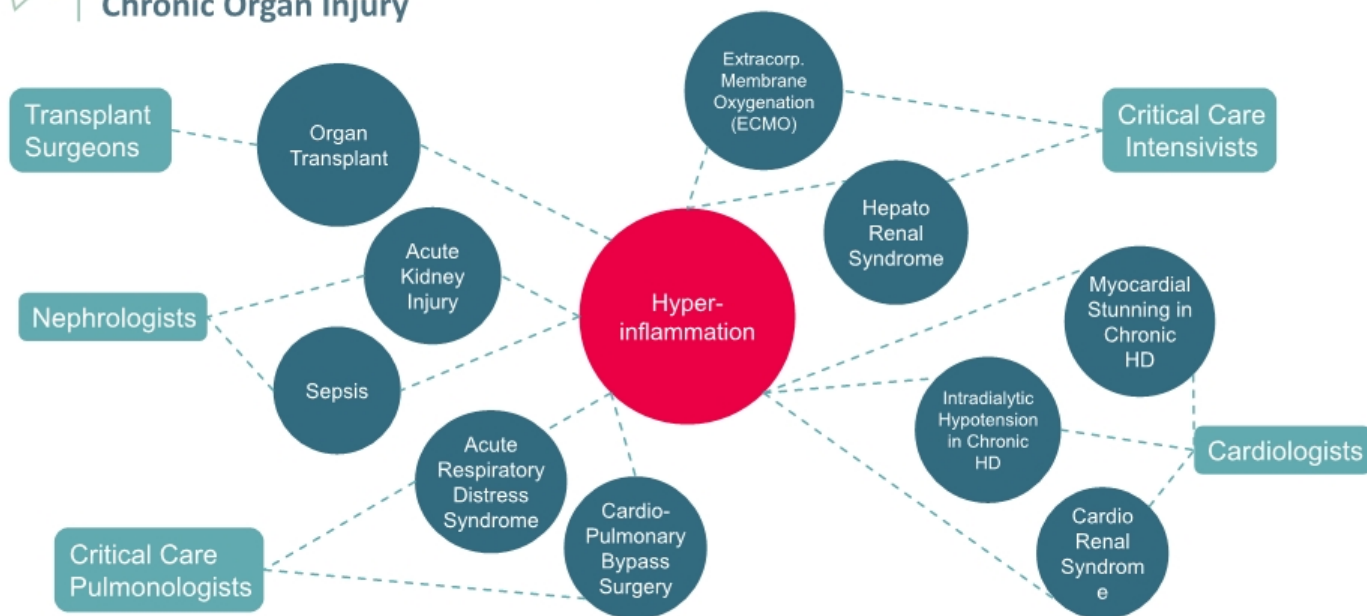 Chronic Organ Injury
Transplant
Surgeons
Organ
Transplant
Extracorp.
Membrane
Oxygenation
(ECMO)
Critical Care
Intensivists
Hepato
Renal
Syndrome
Acute
Kidney
Injury
Nephrologists
Sepsis
Hyper-
inflammation
Myocardial
Stunning in
Chronic
HD
Intradialytic
Hypotension
in Chronic
HD
Cardiologists
Acute
Respiratory
Distress
Syndrome
Cardio-
Pulmonary
Bypass
Surgery
Cardio
Renal
Syndrom
e
Critical Care
Pulmonologists